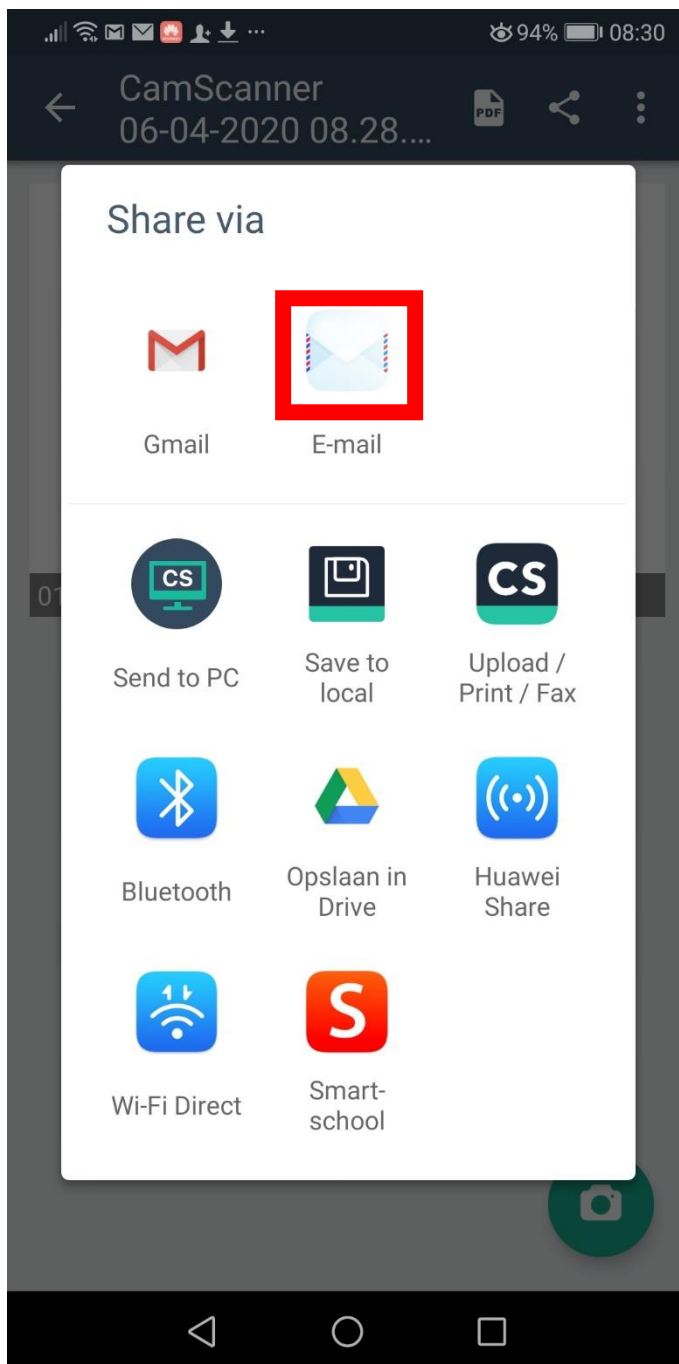 94% 08:30
CamScanner
06-04-2020 08.28....
PDF
Share via
Gmail E-mail
01
CS CS
Send to PC Save to local Upload / Print / Fax
Bluetooth Opslaan in Drive Huawei Share
S
Wi-Fi Direct Smart-school